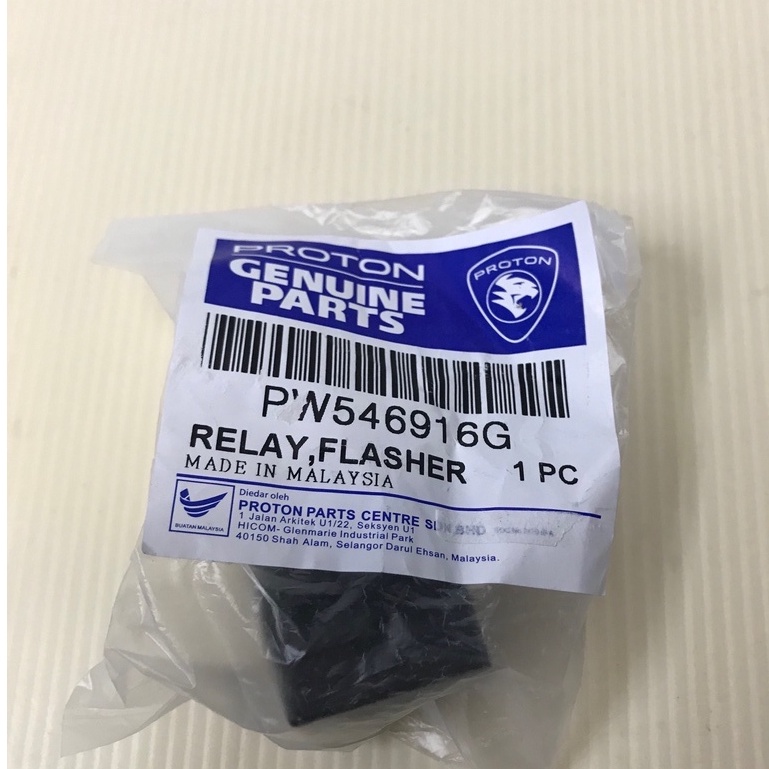 PROTON
GENUINE
PARTS
PROTON
PW546916G
RELAY,FLASHER 1 PC
MADE IN MALAYSIA
BUATAN MALAYSIA
Diedar oleh
PROTON PARTS CENTRE SDN BHD
1 Jalan Arkitek U1/22, Seksyen U1
HICOM- Glenmarie Industrial Park
40150 Shah Alam, Selangor Darul Ehsan, Malaysia.